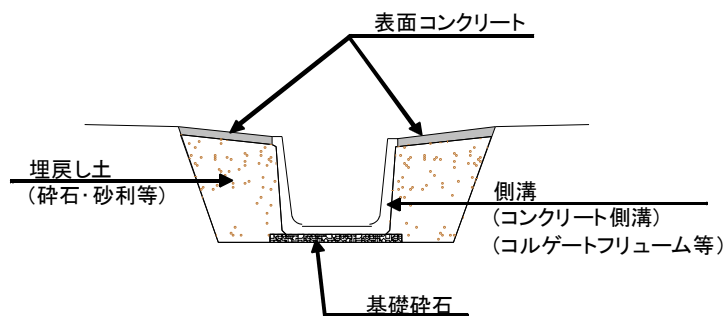 表面コンクリート
埋戻し土
(砕石・砂利等)
側溝
(コンクリート側溝)
(コルゲートフリューム等)
基礎砕石